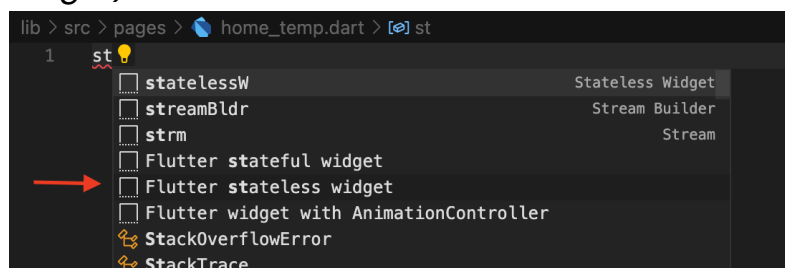 lib > src > pages > home_temp.dart > st
1 st
statelessW Stateless Widget
streamBldr Stream Builder
strm Stream
Flutter stateful widget
Flutter stateless widget
Flutter widget with AnimationController
StackOverflowError
StackTrace